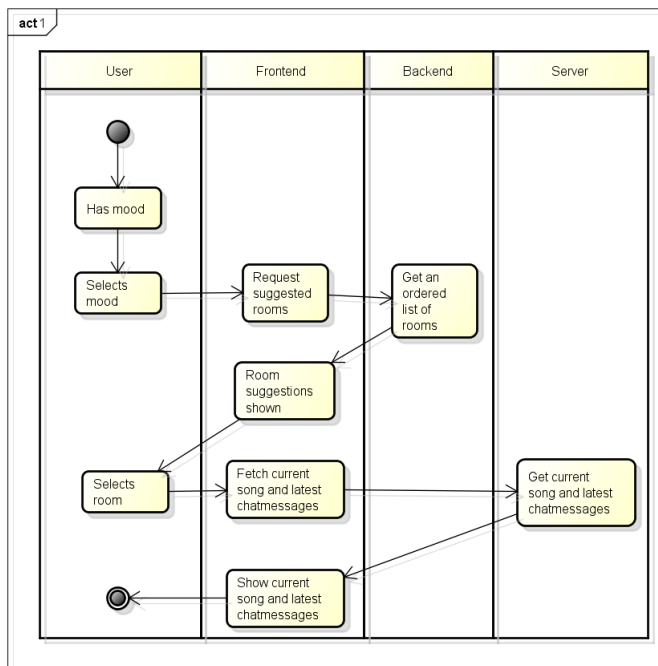 act 1
User
Frontend
Backend
Server
Has mood
Selects
mood
Request
suggested
rooms
Get an
ordered
list of
rooms
Room
suggestions
shown
Selects
room
Fetch current
song and latest
chatmessages
Get current
song and latest
chatmessages
Show current
song and latest
chatmessages